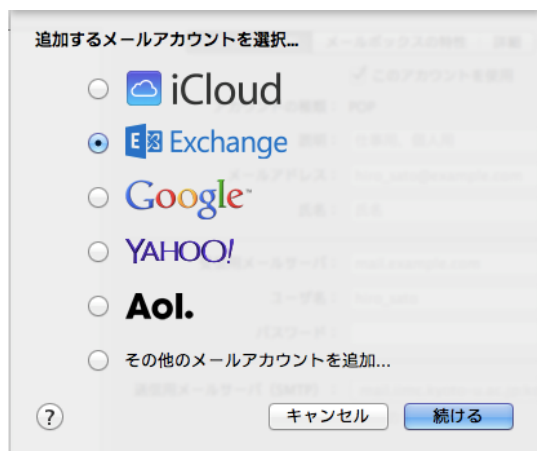 追加するメールアカウントを選択...
iCloud
Exchange
Google™
YAHOO!
Aol.
その他のメールアカウントを追加...
? キャンセル 続ける